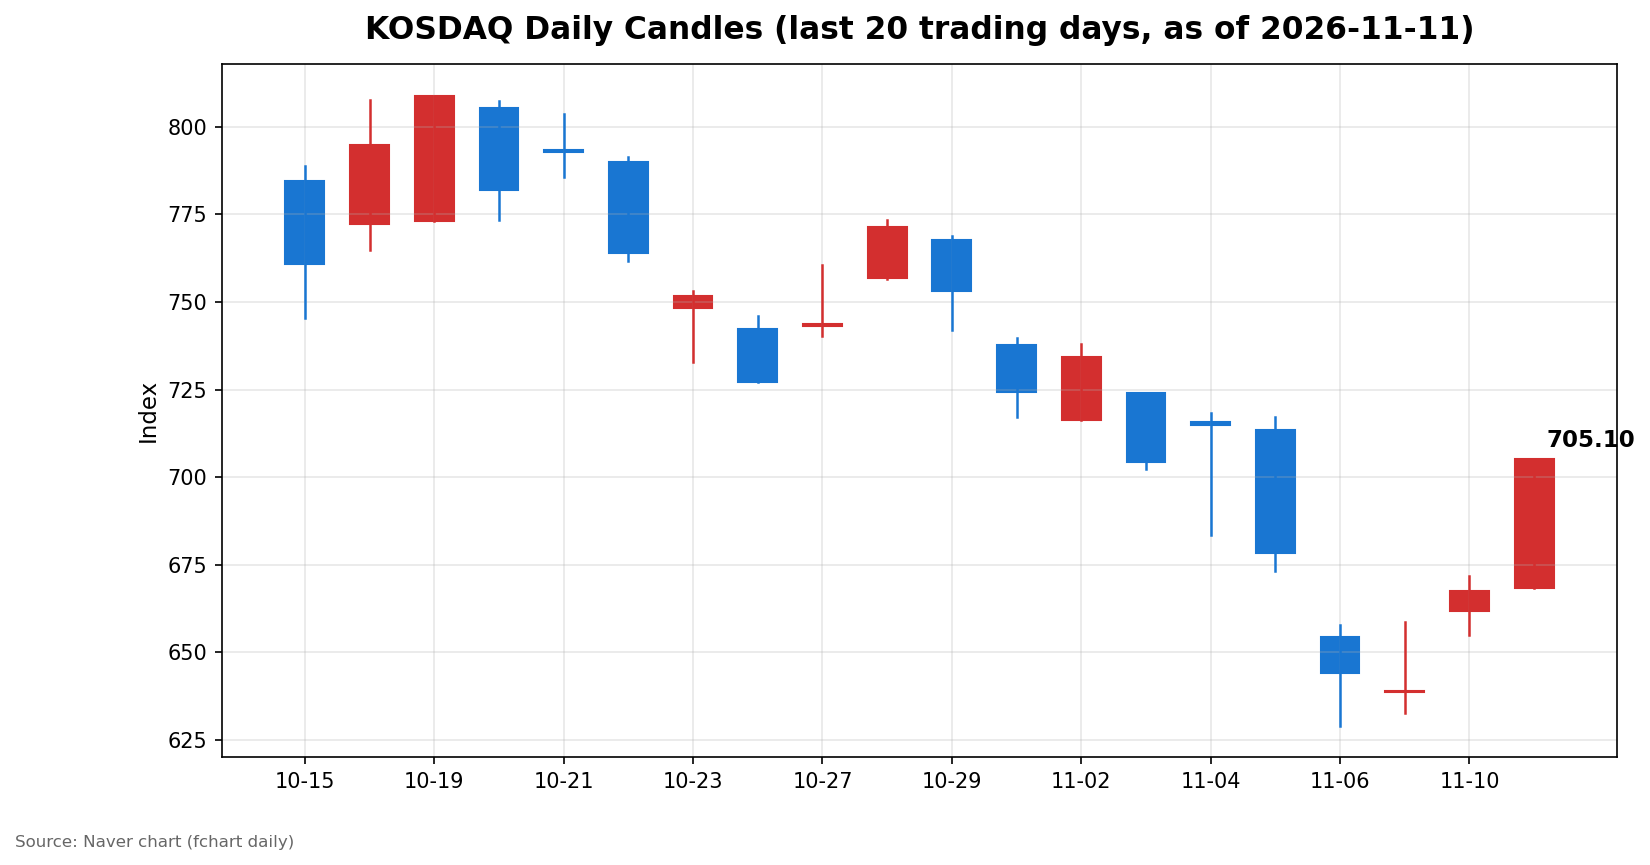 KOSDAQ Daily Candles (last 20 trading days, as of 2026-11-11)
Index
800
775
750
725
700
675
650
625
705.10
10-15 10-19 10-21 10-23 10-27 10-29 11-02 11-04 11-06 11-10
Source: Naver chart (fchart daily)